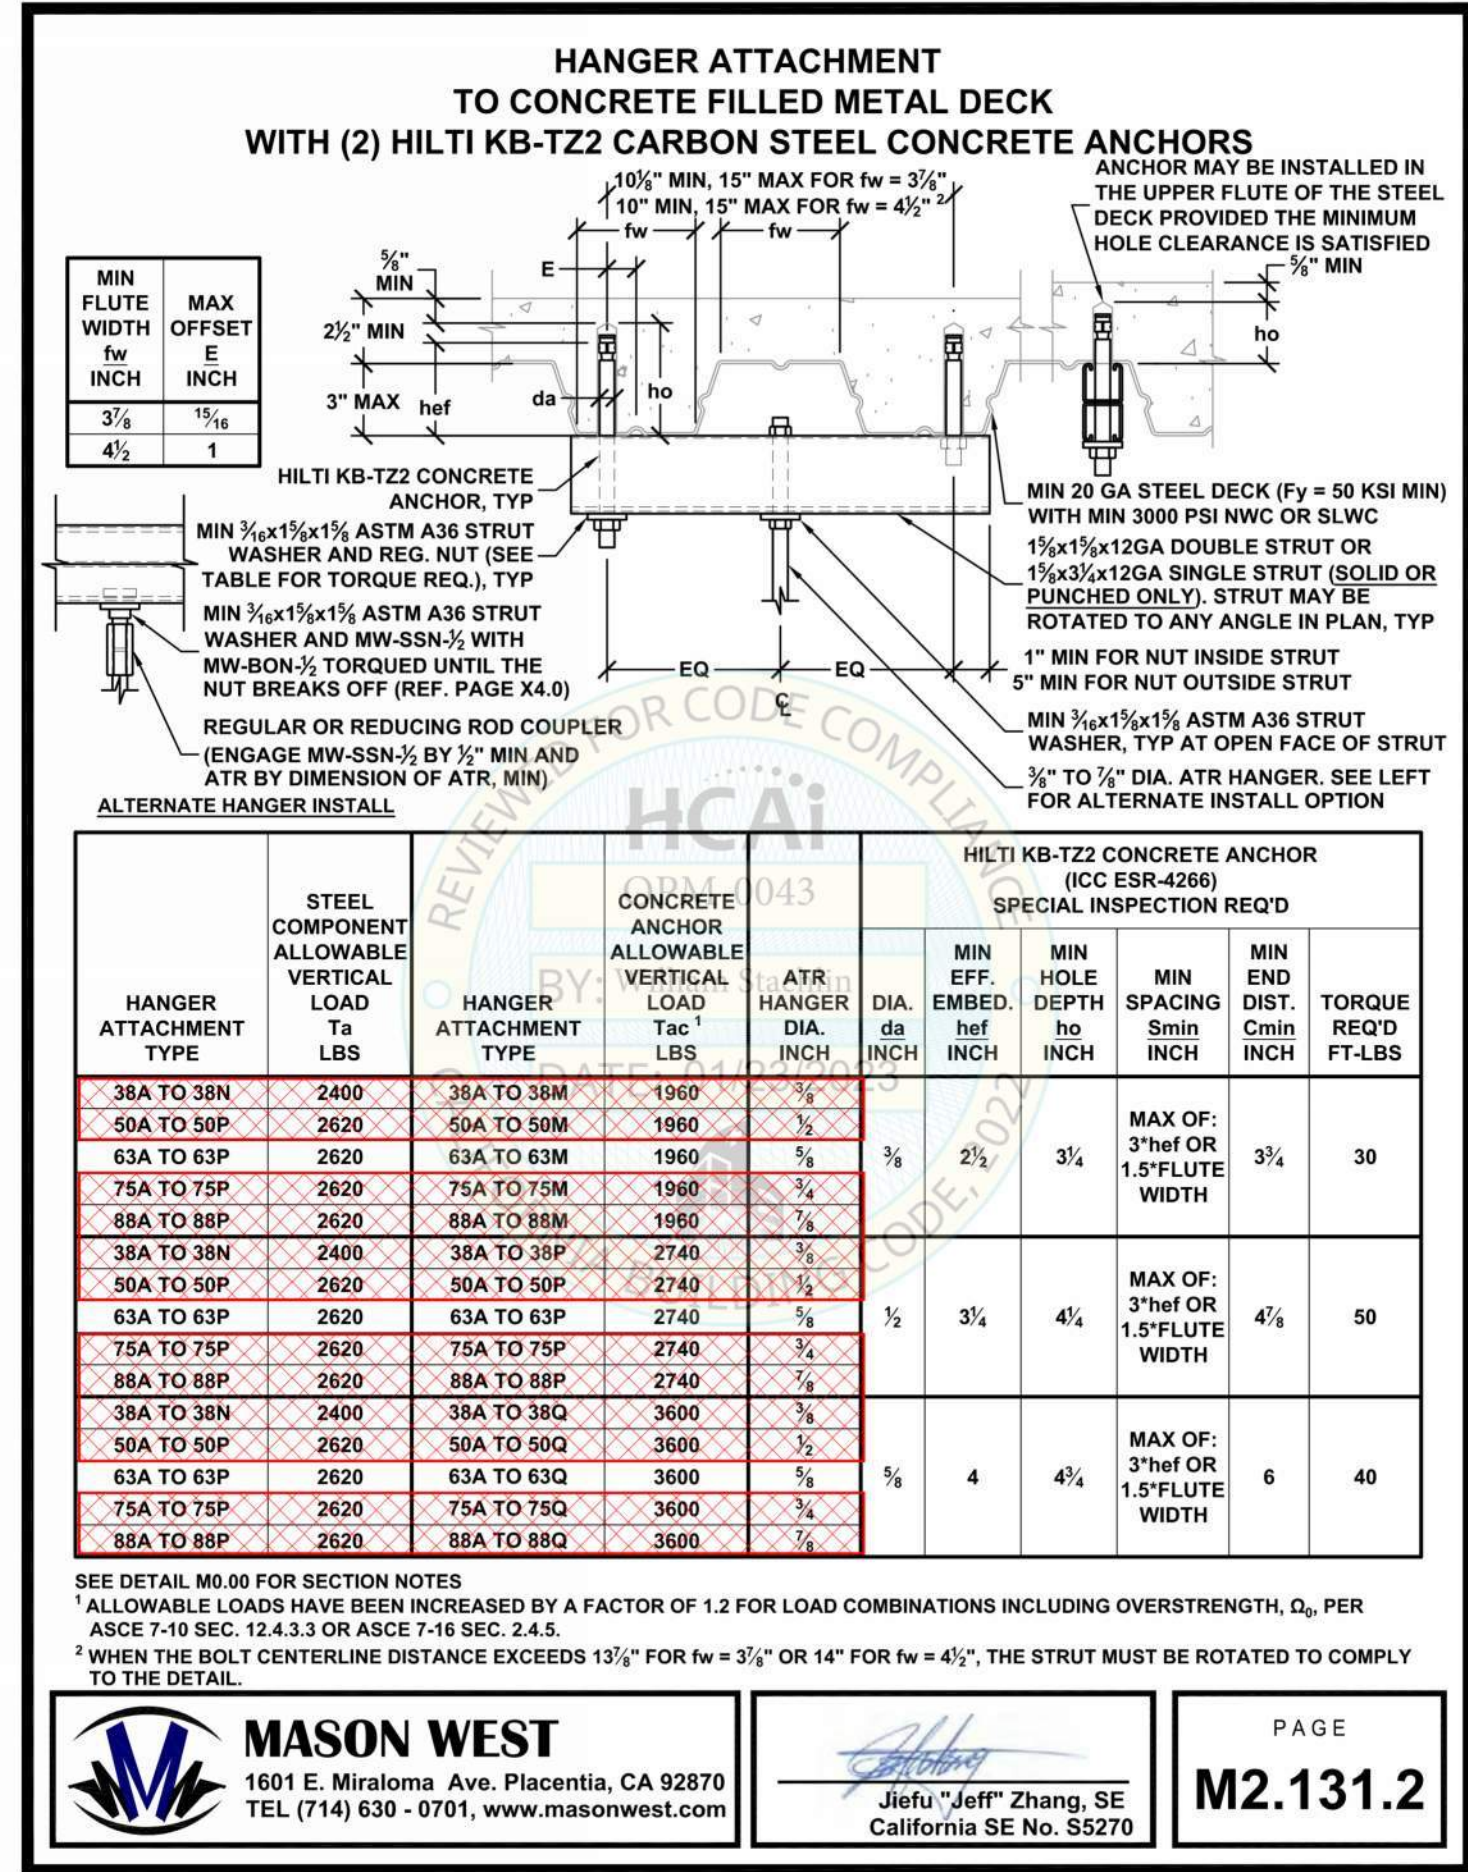 HANGER ATTACHMENT
TO CONCRETE FILLED METAL DECK
WITH (2) HILTI KB-TZ2 CARBON STEEL CONCRETE ANCHORS
10⅛" MIN, 15" MAX FOR fw = 3⅞"
10" MIN, 15" MAX FOR fw = 4½" ²
fw
fw
ANCHOR MAY BE INSTALLED IN
THE UPPER FLUTE OF THE STEEL
DECK PROVIDED THE MINIMUM
HOLE CLEARANCE IS SATISFIED
⅝" MIN
ho
MIN FLUTE WIDTH fw INCH
MAX OFFSET E INCH
3⅞ 15/16
4½ 1
⅝" MIN
E
2½" MIN
3" MAX
hef
da
ho
HILTI KB-TZ2 CONCRETE
ANCHOR, TYP
MIN 3/16x1⅝x1⅝ ASTM A36 STRUT
WASHER AND REG. NUT (SEE
TABLE FOR TORQUE REQ.), TYP
MIN 3/16x1⅝x1⅝ ASTM A36 STRUT
WASHER AND MW-SSN-½ WITH
MW-BON-½ TORQUED UNTIL THE
NUT BREAKS OFF (REF. PAGE X4.0)
REGULAR OR REDUCING ROD COUPLER
(ENGAGE MW-SSN-½ BY ½" MIN AND
ATR BY DIMENSION OF ATR, MIN)
ALTERNATE HANGER INSTALL
MIN 20 GA STEEL DECK (Fy = 50 KSI MIN)
WITH MIN 3000 PSI NWC OR SLWC
1⅝x1⅝x12GA DOUBLE STRUT OR
1⅝x3¼x12GA SINGLE STRUT (SOLID OR
PUNCHED ONLY). STRUT MAY BE
ROTATED TO ANY ANGLE IN PLAN, TYP
EQ
EQ
℄
1" MIN FOR NUT INSIDE STRUT
5" MIN FOR NUT OUTSIDE STRUT
MIN 3/16x1⅝x1⅝ ASTM A36 STRUT
WASHER, TYP AT OPEN FACE OF STRUT
⅜" TO ⅞" DIA. ATR HANGER. SEE LEFT
FOR ALTERNATE INSTALL OPTION
REVIEWED FOR CODE COMPLIANCE
HCAi
OPM-0043
BY: William Staehlin
DATE: 01/23/2023
CALIFORNIA BUILDING CODE, 2022
HANGER ATTACHMENT TYPE
STEEL COMPONENT ALLOWABLE VERTICAL LOAD Ta LBS
HANGER ATTACHMENT TYPE
CONCRETE ANCHOR ALLOWABLE VERTICAL LOAD Tac ¹ LBS
ATR HANGER DIA. INCH
HILTI KB-TZ2 CONCRETE ANCHOR
(ICC ESR-4266)
SPECIAL INSPECTION REQ'D
DIA. da INCH
MIN EFF. EMBED. hef INCH
MIN HOLE DEPTH ho INCH
MIN SPACING Smin INCH
MIN END DIST. Cmin INCH
TORQUE REQ'D FT-LBS
38A TO 38N 2400 38A TO 38M 1960 ⅜
50A TO 50P 2620 50A TO 50M 1960 ½
63A TO 63P 2620 63A TO 63M 1960 ⅝
75A TO 75P 2620 75A TO 75M 1960 ¾
88A TO 88P 2620 88A TO 88M 1960 ⅞
⅜ 2½ 3¼ MAX OF: 3*hef OR 1.5*FLUTE WIDTH 3¾ 30
38A TO 38N 2400 38A TO 38P 2740 ⅜
50A TO 50P 2620 50A TO 50P 2740 ½
63A TO 63P 2620 63A TO 63P 2740 ⅝
75A TO 75P 2620 75A TO 75P 2740 ¾
88A TO 88P 2620 88A TO 88P 2740 ⅞
½ 3¼ 4¼ MAX OF: 3*hef OR 1.5*FLUTE WIDTH 4⅞ 50
38A TO 38N 2400 38A TO 38Q 3600 ⅜
50A TO 50P 2620 50A TO 50Q 3600 ½
63A TO 63P 2620 63A TO 63Q 3600 ⅝
75A TO 75P 2620 75A TO 75Q 3600 ¾
88A TO 88P 2620 88A TO 88Q 3600 ⅞
⅝ 4 4¾ MAX OF: 3*hef OR 1.5*FLUTE WIDTH 6 40
SEE DETAIL M0.00 FOR SECTION NOTES
¹ ALLOWABLE LOADS HAVE BEEN INCREASED BY A FACTOR OF 1.2 FOR LOAD COMBINATIONS INCLUDING OVERSTRENGTH, Ω₀, PER
ASCE 7-10 SEC. 12.4.3.3 OR ASCE 7-16 SEC. 2.4.5.
² WHEN THE BOLT CENTERLINE DISTANCE EXCEEDS 13⅞" FOR fw = 3⅞" OR 14" FOR fw = 4½", THE STRUT MUST BE ROTATED TO COMPLY
TO THE DETAIL.
MASON WEST
1601 E. Miraloma Ave. Placentia, CA 92870
TEL (714) 630 - 0701, www.masonwest.com
Jiefu "Jeff" Zhang, SE
California SE No. S5270
PAGE
M2.131.2